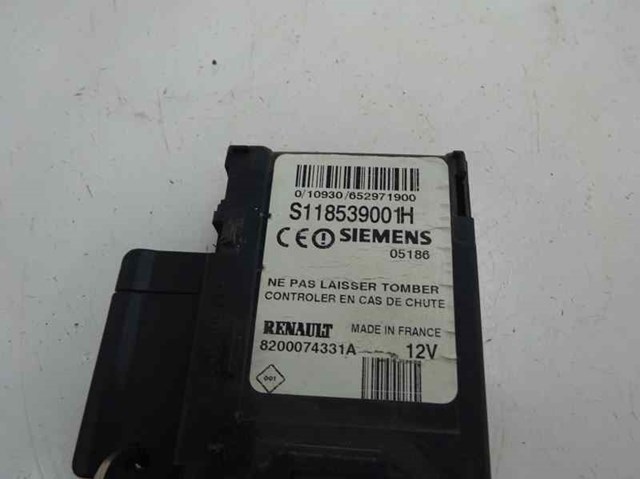 0/10930/652971900
S118539001H
CE! SIEMENS
05186
NE PAS LAISSER TOMBER
CONTROLER EN CAS DE CHUTE
RENAULT MADE IN FRANCE
8200074331A 12V
001